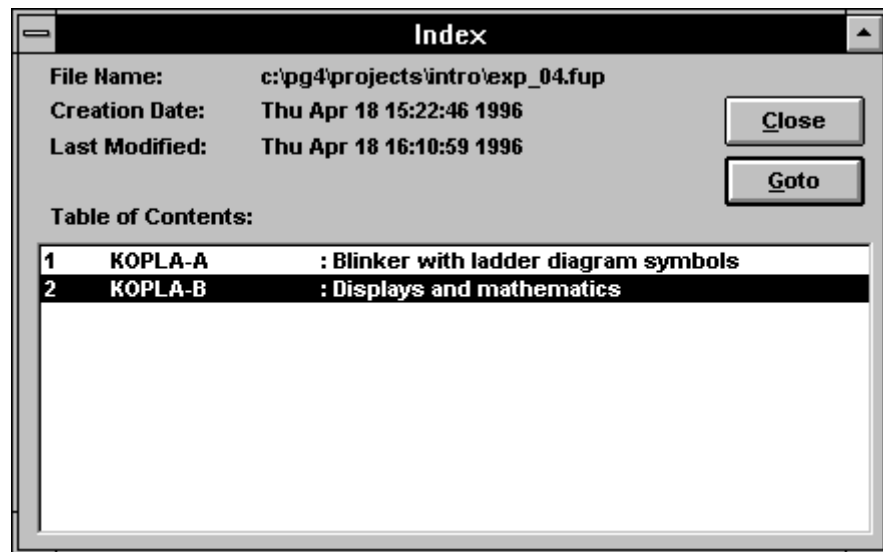 Index
File Name: c:\pg4\projects\intro\exp_04.fup
Creation Date: Thu Apr 18 15:22:46 1996
Last Modified: Thu Apr 18 16:10:59 1996
Close
Goto
Table of Contents:
1 KOPLA-A : Blinker with ladder diagram symbols
2 KOPLA-B : Displays and mathematics